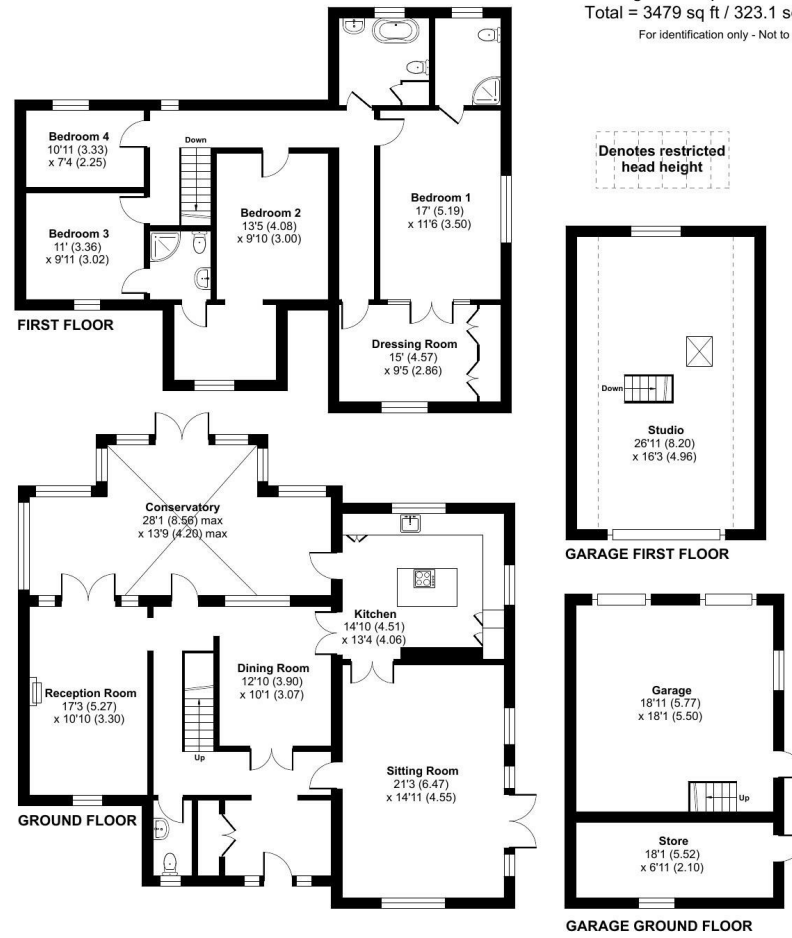 Total = 3479 sq ft / 323.1
For identification only - Not to
Denotes restricted
head height
Bedroom 4
10'11 (3.33)
x 7'4 (2.25)
Down
Bedroom 3
11' (3.36)
x 9'11 (3.02)
Bedroom 2
13'5 (4.08)
x 9'10 (3.00)
Bedroom 1
17' (5.19)
x 11'6 (3.50)
Dressing Room
15' (4.57)
x 9'5 (2.86)
FIRST FLOOR
Down
Studio
26'11 (8.20)
x 16'3 (4.96)
GARAGE FIRST FLOOR
Conservatory
28'1 (8.56) max
x 13'9 (4.20) max
Kitchen
14'10 (4.51)
x 13'4 (4.06)
Reception Room
17'3 (5.27)
x 10'10 (3.30)
Dining Room
12'10 (3.90)
x 10'1 (3.07)
Up
Sitting Room
21'3 (6.47)
x 14'11 (4.55)
GROUND FLOOR
Garage
18'11 (5.77)
x 18'1 (5.50)
Up
Store
18'1 (5.52)
x 6'11 (2.10)
GARAGE GROUND FLOOR